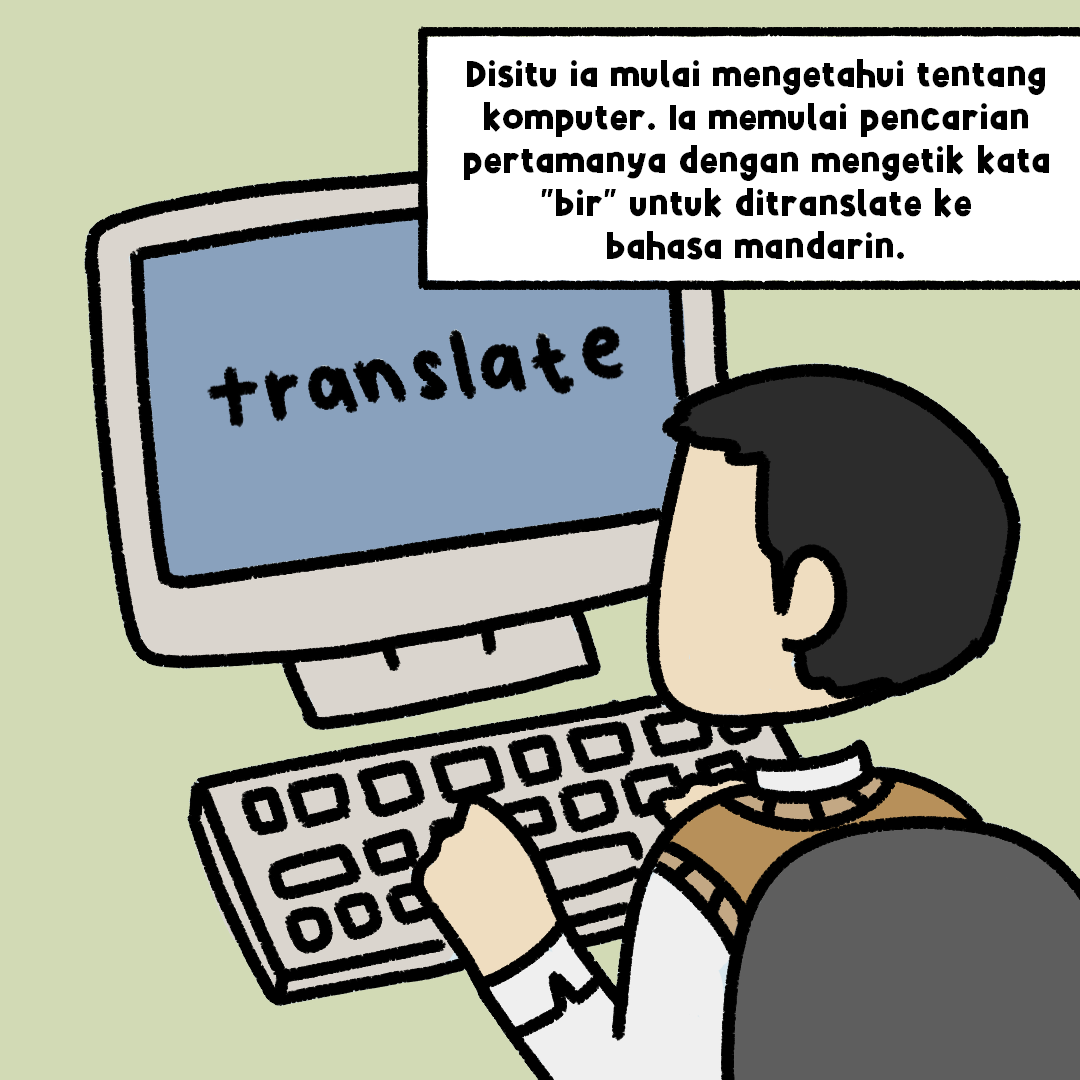 Disitu ia mulai mengetahui tentang
komputer. Ia memulai pencarian
pertamanya dengan mengetik kata
"bir" untuk ditranslate ke
bahasa mandarin.
translate